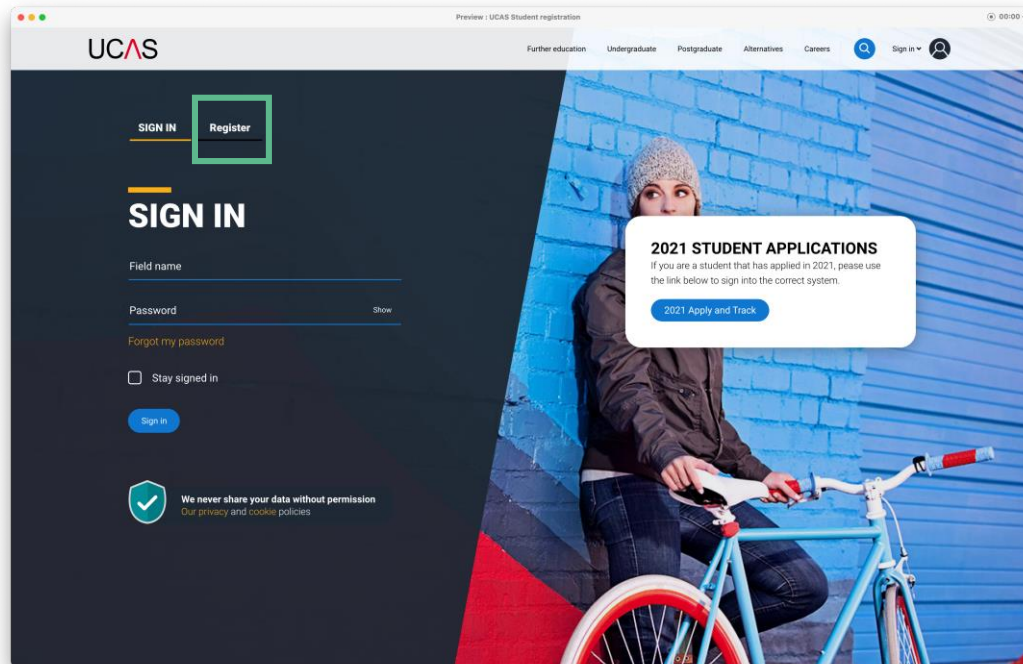 Preview : UCAS Student registration
00:00
UCAS
Further education Undergraduate Postgraduate Alternatives Careers Sign in
SIGN IN Register
SIGN IN
Field name
Password Show
Forgot my password
Stay signed in
Sign in
We never share your data without permission
Our privacy and cookie policies
2021 STUDENT APPLICATIONS
If you are a student that has applied in 2021, pease use
the link below to sign into the correct system.
2021 Apply and Track